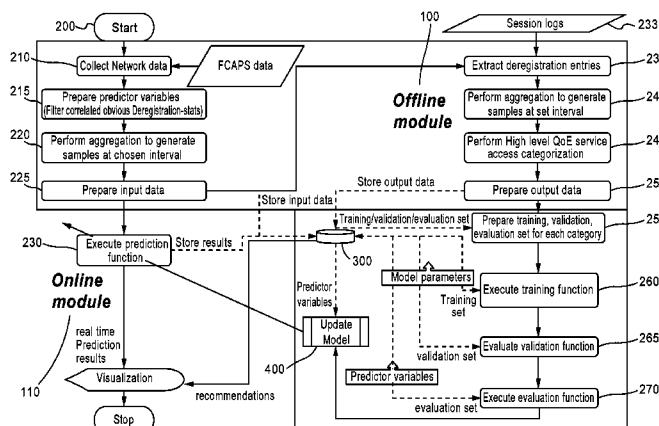 200
Start
Session logs
233
210
Collect Network data
FCAPS data
100
Extract deregistration entries
23
215
Prepare predictor variables
(Filter correlated obvious Deregistration-stats)
Offline
module
Perform aggregation to generate
samples at set interval
24
220
Perform aggregation to generate
samples at chosen interval
Perform High level QoE service
access categorization
24
225
Prepare input data
Store output data
Prepare output data
25
Store input data
Training/validation/evaluation set
Prepare training, validation,
evaluation set for each category
25
230
Execute prediction
function
Store results
300
Online
module
Predictor
variables
Model parameters
Training
set
Execute training function
260
Update
Model
400
real time
Prediction
results
validation set
Evaluate validation function
265
110
Visualization
recommendations
Predictor variables
evaluation set
Execute evaluation function
270
Stop